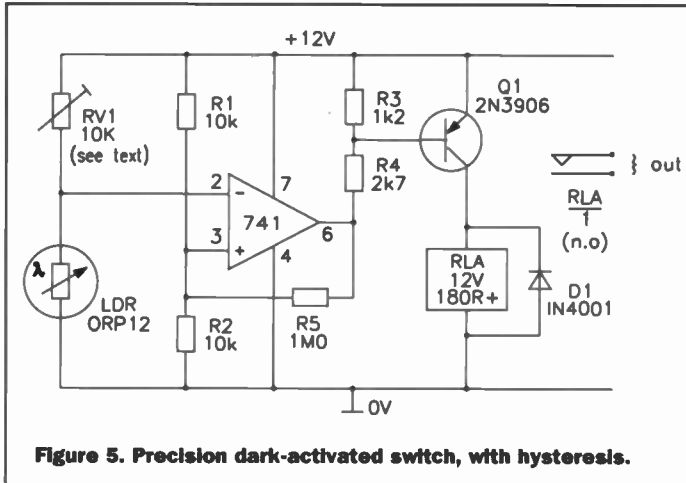 +12V
RV1
10K
(see text)
R1
10k
R3
1k2
Q1
2N3906
R4
2k7
2
−
7
741
6
3
+
4
out
RLA
1
(n.o)
λ
LDR
ORP12
R2
10k
R5
1M0
RLA
12V
180R+
D1
IN4001
0V
Figure 5. Precision dark-activated switch, with hysteresis.